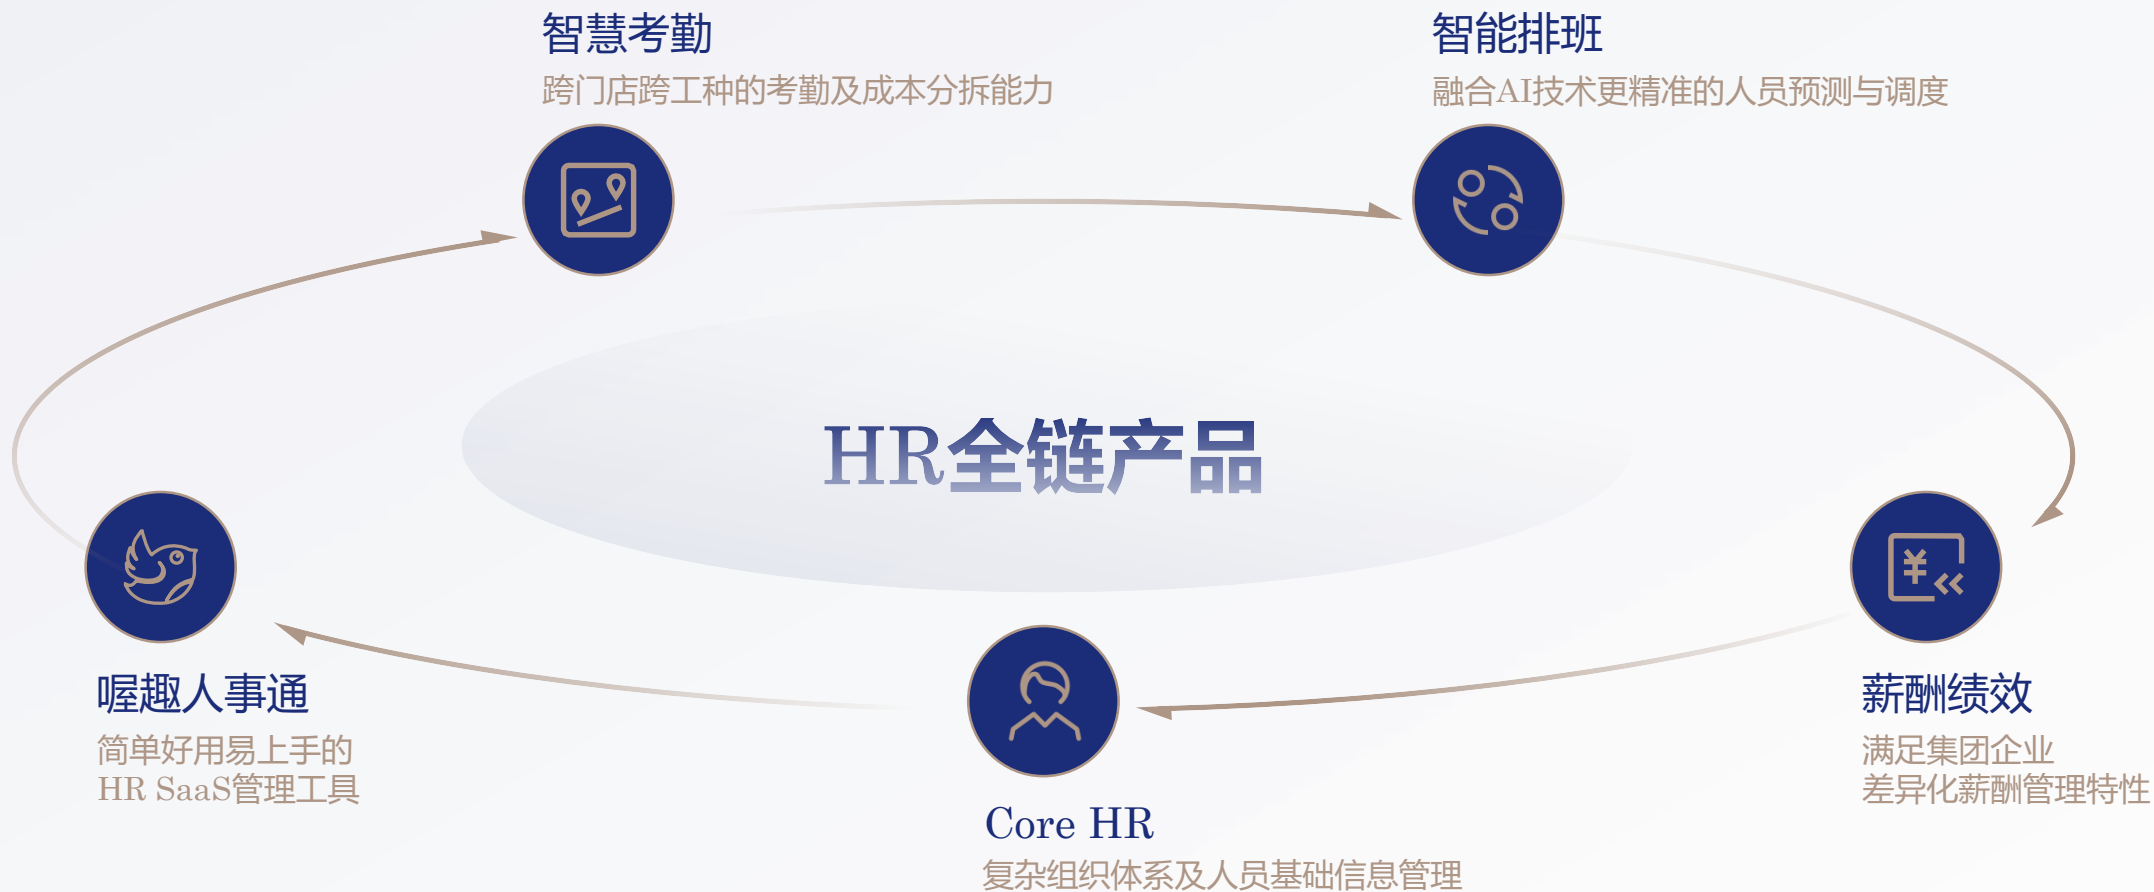 智慧考勤
跨门店跨工种的考勤及成本分拆能力
智能排班
融合AI技术更精准的人员预测与调度
HR全链产品
喔趣人事通
简单好用易上手的
HR SaaS管理工具
薪酬绩效
满足集团企业
差异化薪酬管理特性
Core HR
复杂组织体系及人员基础信息管理